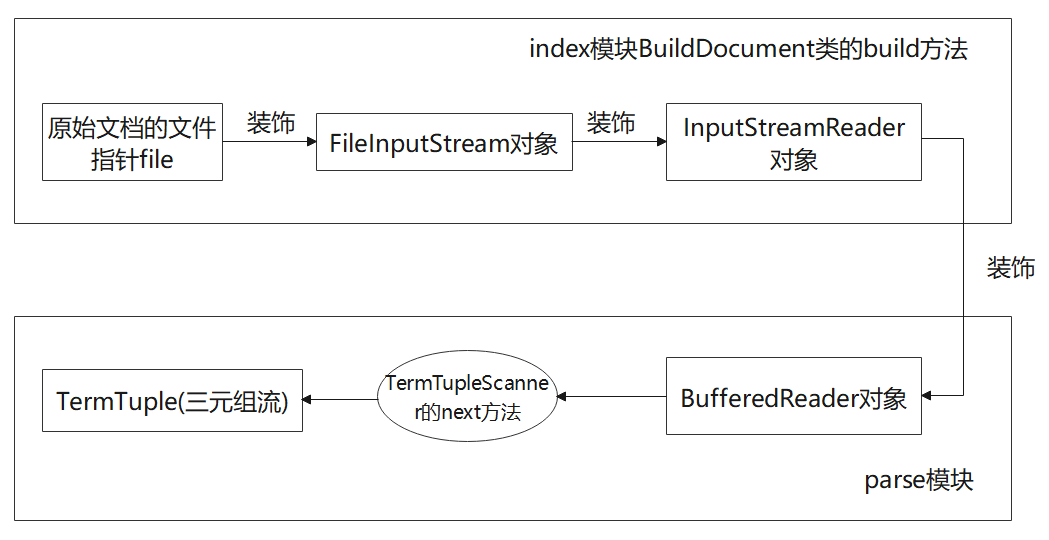 index模块BuildDocument类的build方法
原始文档的文件
指针file
装饰
FileInputStream对象
装饰
InputStreamReader
对象
装饰
TermTuple(三元组流)
TermTupleScanne
r的next方法
BufferedReader对象
parse模块